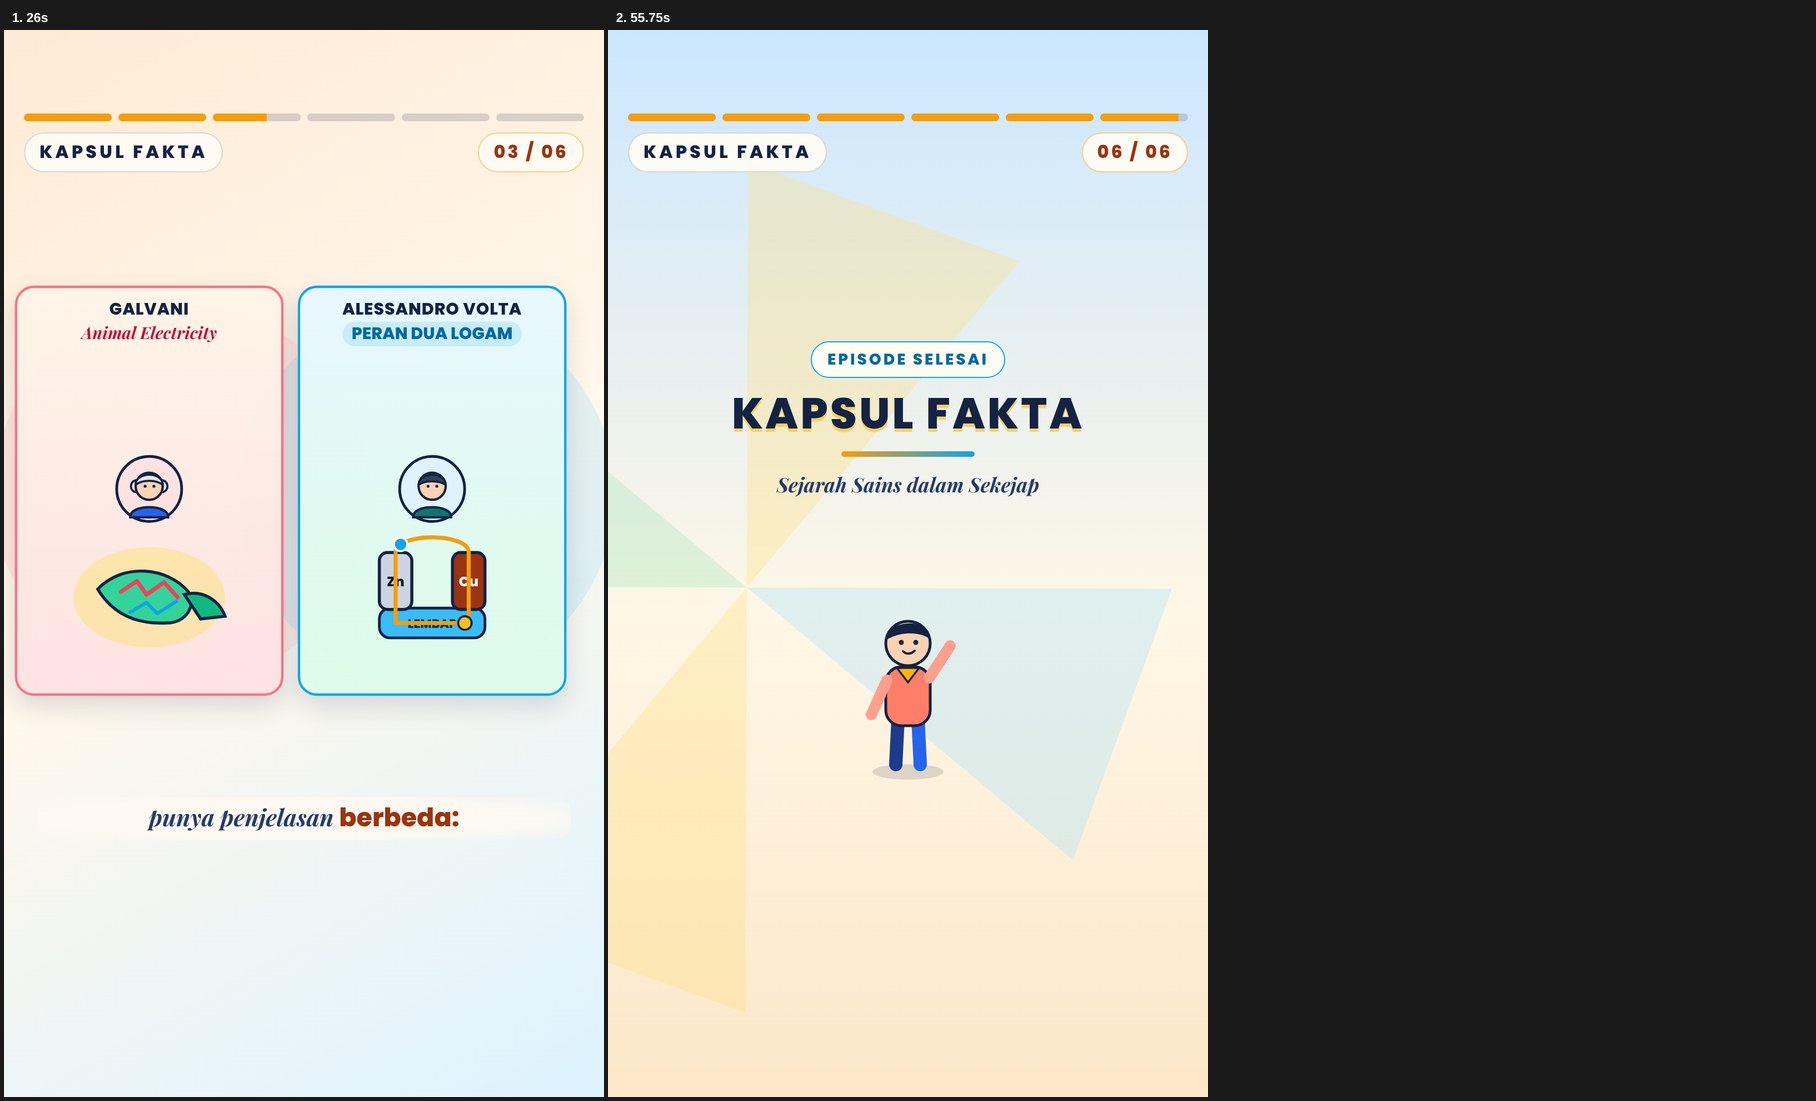 1. 26s
KAPSUL FAKTA
03 / 06
GALVANI
Animal Electricity
ALESSANDRO VOLTA
PERAN DUA LOGAM
Zn
Cu
LEMBAP
punya penjelasan berbeda:
2. 55.75s
KAPSUL FAKTA
06 / 06
EPISODE SELESAI
KAPSUL FAKTA
Sejarah Sains dalam Sekejap